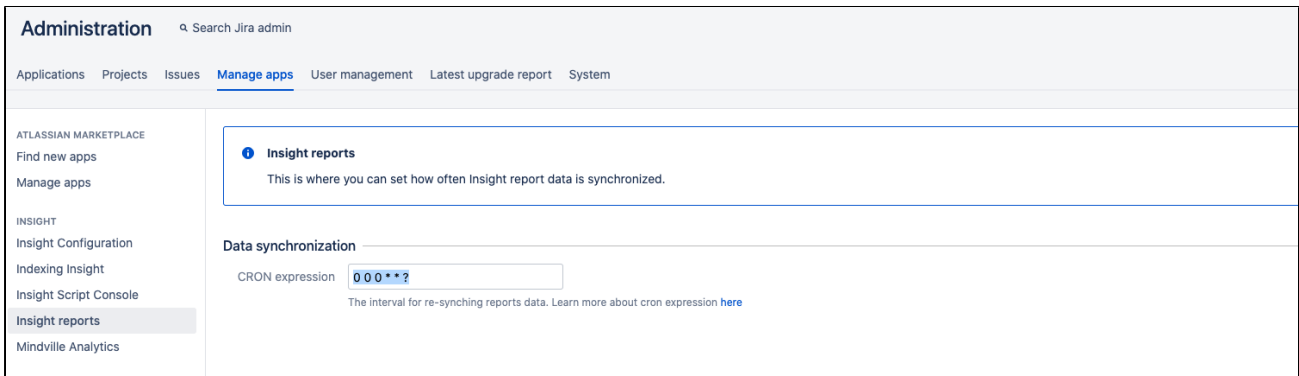 Administration
Search Jira admin
Applications Projects Issues Manage apps User management Latest upgrade report System
ATLASSIAN MARKETPLACE
Find new apps
Manage apps
INSIGHT
Insight Configuration
Indexing Insight
Insight Script Console
Insight reports
Mindville Analytics
Insight reports
This is where you can set how often Insight report data is synchronized.
Data synchronization
CRON expression 0 0 0 * * ?
The interval for re-synching reports data. Learn more about cron expression here